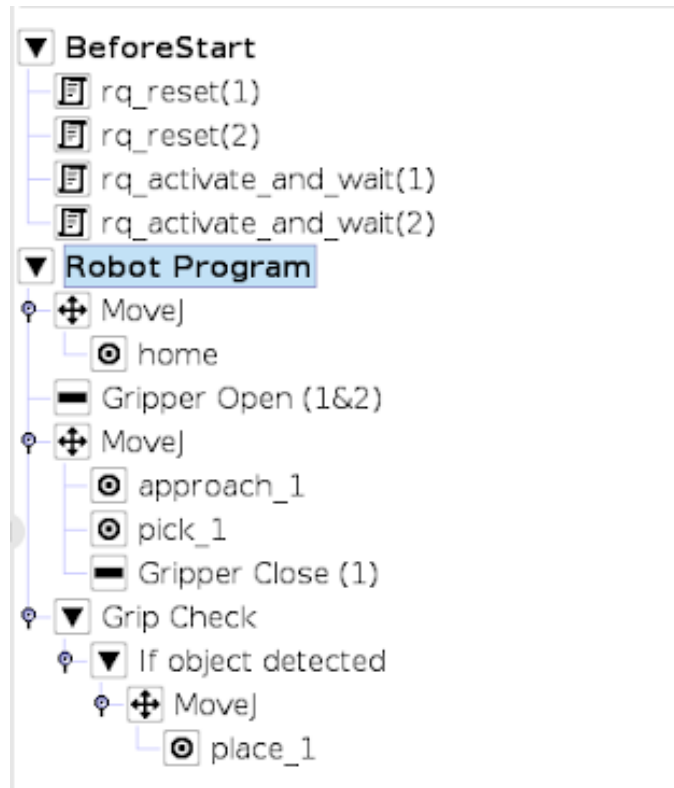 BeforeStart
rq_reset(1)
rq_reset(2)
rq_activate_and_wait(1)
rq_activate_and_wait(2)
Robot Program
MoveJ
home
Gripper Open (1&2)
MoveJ
approach_1
pick_1
Gripper Close (1)
Grip Check
If object detected
MoveJ
place_1